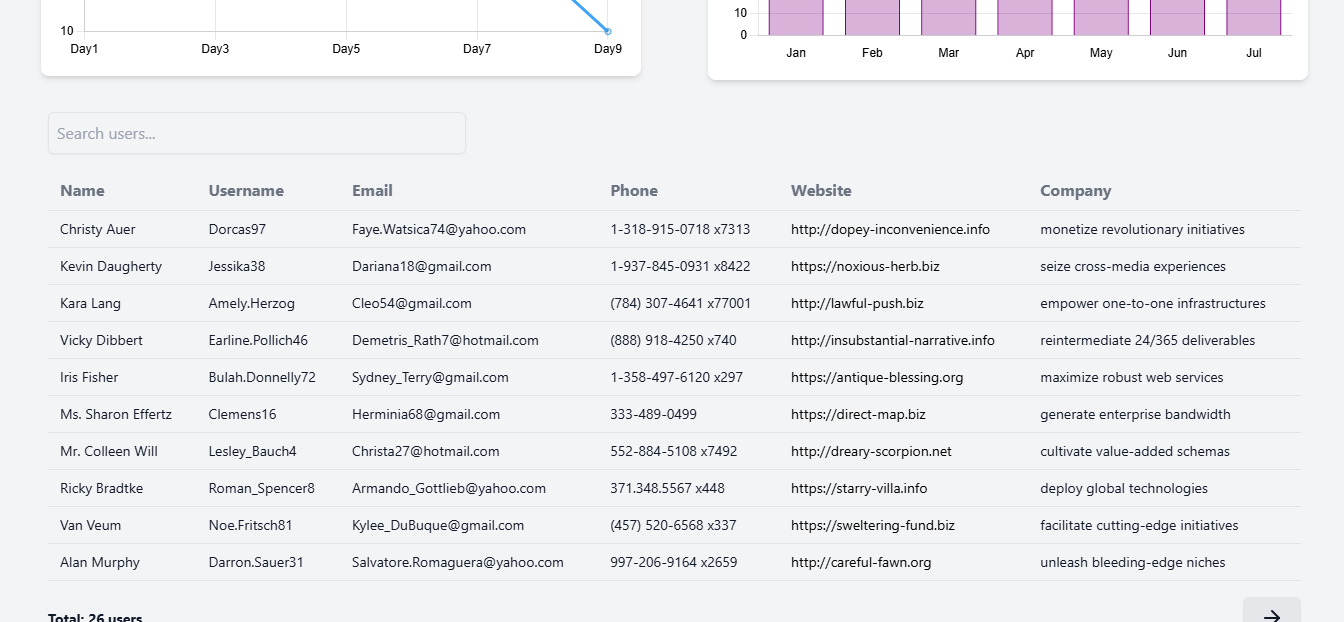 10
Day1 Day3 Day5 Day7 Day9
10
0
Jan Feb Mar Apr May Jun Jul
Search users...
Name Username Email Phone Website Company
Christy Auer Dorcas97 Faye.Watsica74@yahoo.com 1-318-915-0718 x7313 http://dopey-inconvenience.info monetize revolutionary initiatives
Kevin Daugherty Jessika38 Dariana18@gmail.com 1-937-845-0931 x8422 https://noxious-herb.biz seize cross-media experiences
Kara Lang Amely.Herzog Cleo54@gmail.com (784) 307-4641 x77001 http://lawful-push.biz empower one-to-one infrastructures
Vicky Dibbert Earline.Pollich46 Demetris_Rath7@hotmail.com (888) 918-4250 x740 http://insubstantial-narrative.info reintermediate 24/365 deliverables
Iris Fisher Bulah.Donnelly72 Sydney_Terry@gmail.com 1-358-497-6120 x297 https://antique-blessing.org maximize robust web services
Ms. Sharon Effertz Clemens16 Herminia68@gmail.com 333-489-0499 https://direct-map.biz generate enterprise bandwidth
Mr. Colleen Will Lesley_Bauch4 Christa27@hotmail.com 552-884-5108 x7492 http://dreary-scorpion.net cultivate value-added schemas
Ricky Bradtke Roman_Spencer8 Armando_Gottlieb@yahoo.com 371.348.5567 x448 https://starry-villa.info deploy global technologies
Van Veum Noe.Fritsch81 Kylee_DuBuque@gmail.com (457) 520-6568 x337 https://sweltering-fund.biz facilitate cutting-edge initiatives
Alan Murphy Darron.Sauer31 Salvatore.Romaguera@yahoo.com 997-206-9164 x2659 http://careful-fawn.org unleash bleeding-edge niches
Total: 26 users